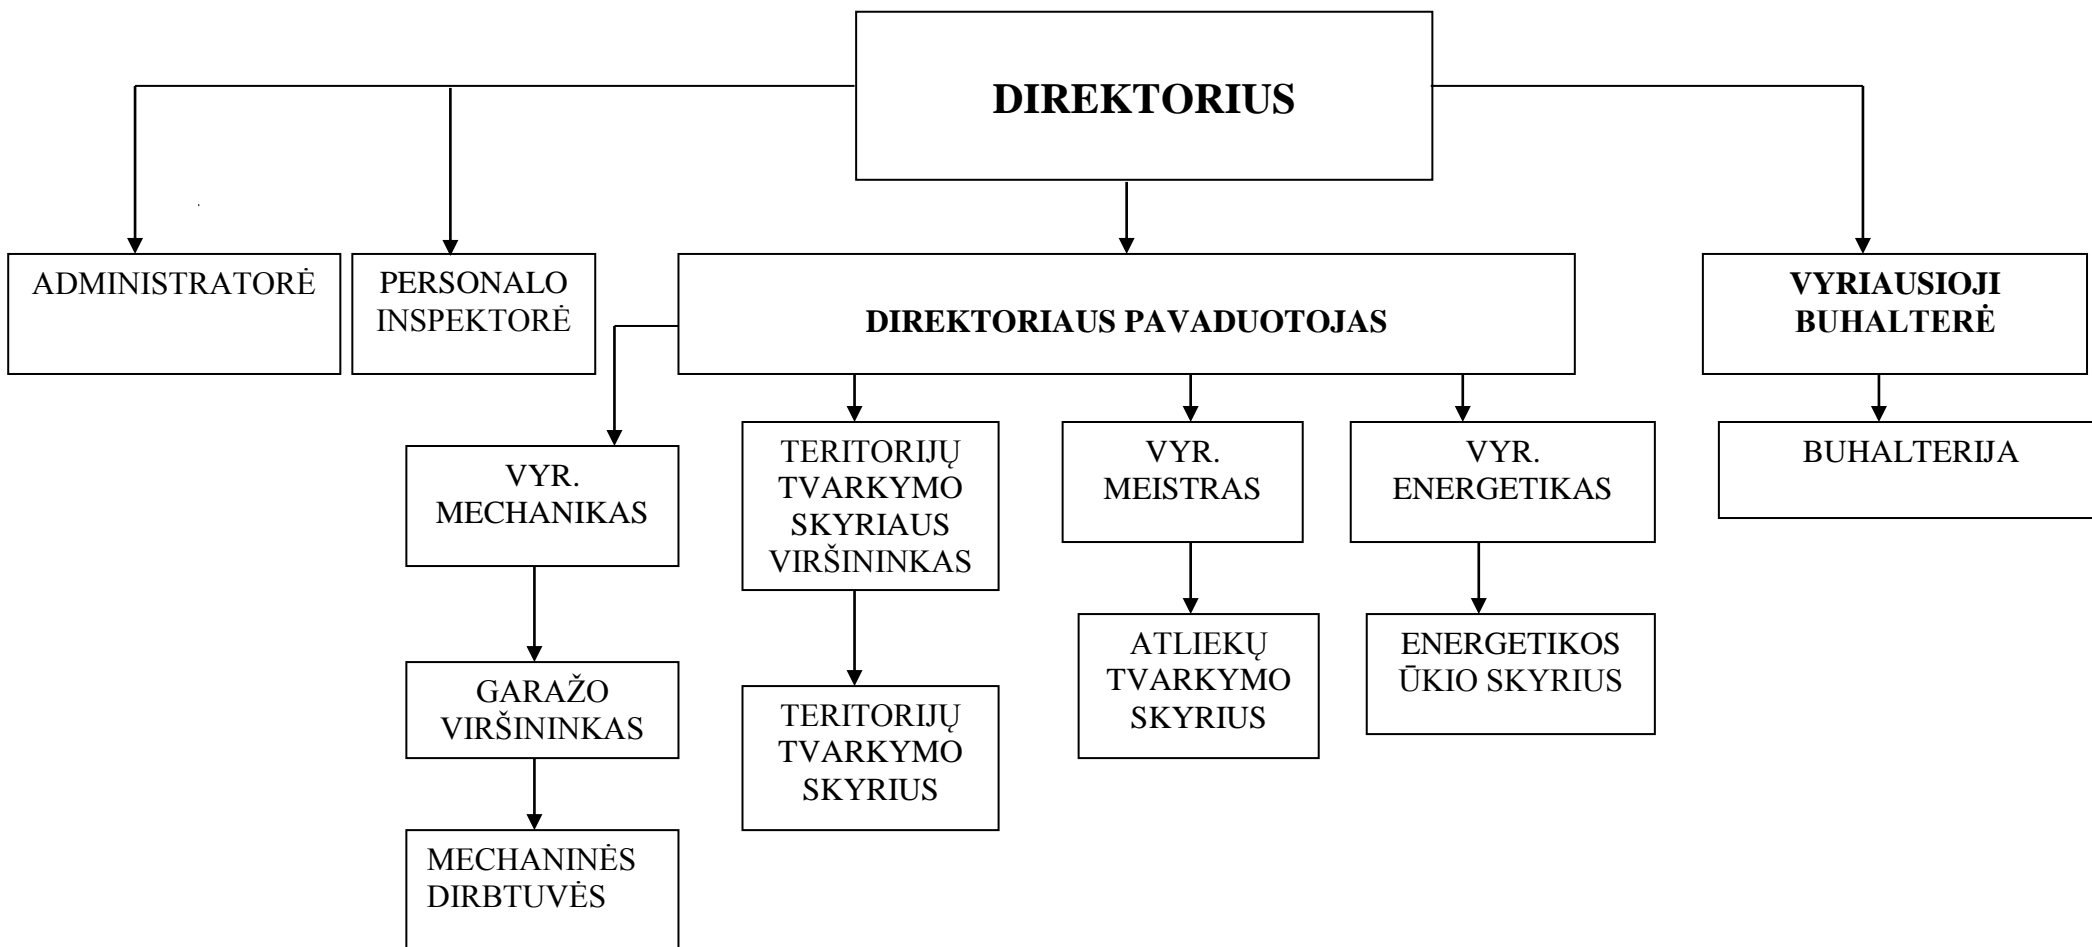 DIREKTORIUS
ADMINISTRATORĖ
PERSONALO
INSPEKTORĖ
DIREKTORIAUS PAVADUOTOJAS
VYRIAUSIOJI
BUHALTERĖ
VYR.
MECHANIKAS
TERITORIJŲ
TVARKYMO
SKYRIAUS
VIRŠININKAS
VYR.
MEISTRAS
VYR.
ENERGETIKAS
BUHALTERIJA
GARAŽO
VIRŠININKAS
TERITORIJŲ
TVARKYMO
SKYRIUS
ATLIEKŲ
TVARKYMO
SKYRIUS
ENERGETIKOS
ŪKIO SKYRIUS
MECHANINĖS
DIRBTUVĖS